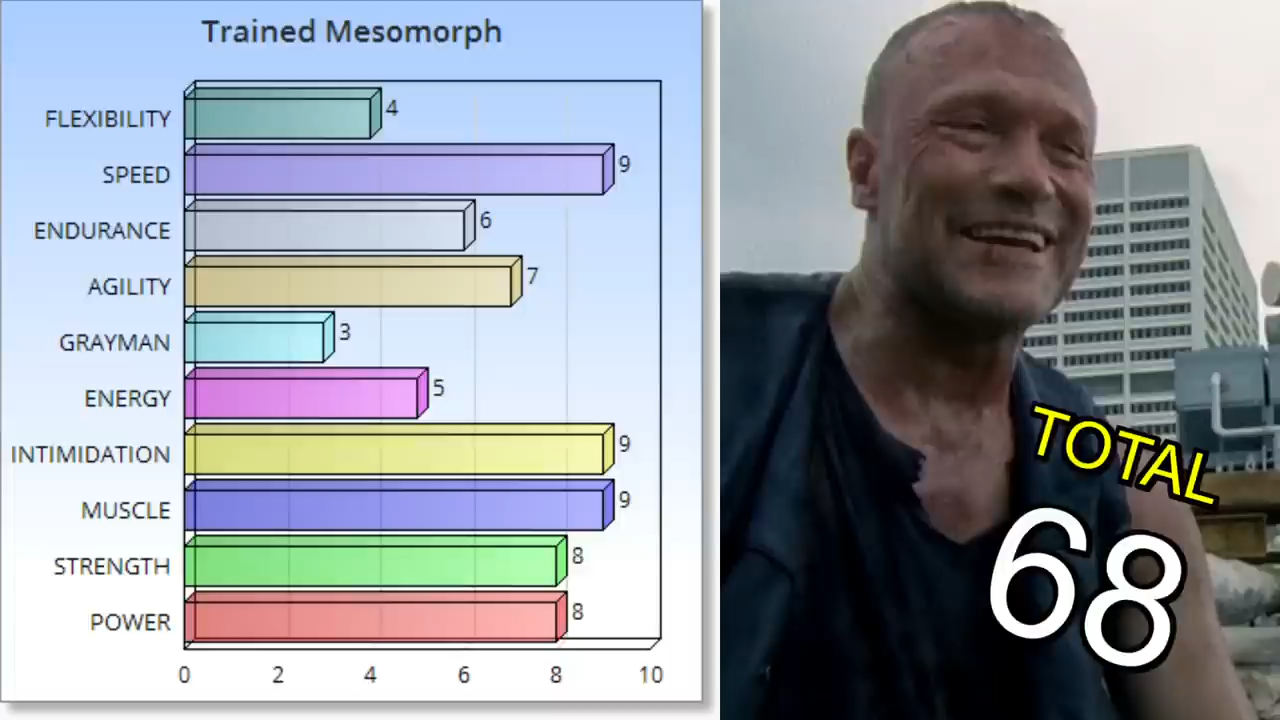 Trained Mesomorph
FLEXIBILITY 4
SPEED 9
ENDURANCE 6
AGILITY 7
GRAYMAN 3
ENERGY 5
INTIMIDATION 9
MUSCLE 9
STRENGTH 8
POWER 8
0 2 4 6 8 10
TOTAL
68